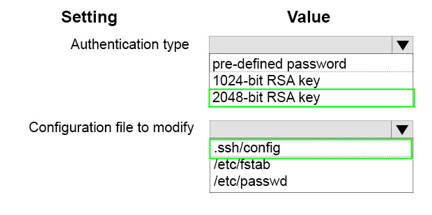 Setting Value
Authentication type
pre-defined password
1024-bit RSA key
2048-bit RSA key
Configuration file to modify
.ssh/config
/etc/fstab
/etc/passwd